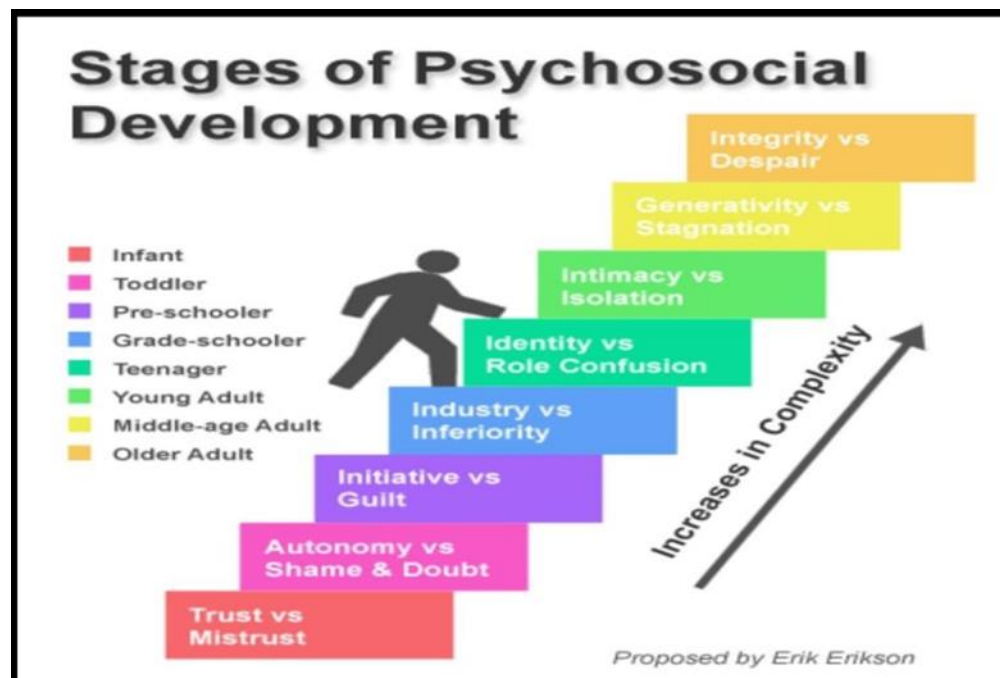 Stages of Psychosocial
Development
Integrity vs
Despair
Generativity vs
Stagnation
Intimacy vs
Isolation
Identity vs
Role Confusion
Industry vs
Inferiority
Initiative vs
Guilt
Autonomy vs
Shame & Doubt
Trust vs
Mistrust
Infant
Toddler
Pre-schooler
Grade-schooler
Teenager
Young Adult
Middle-age Adult
Older Adult
Increases in Complexity
Proposed by Erik Erikson